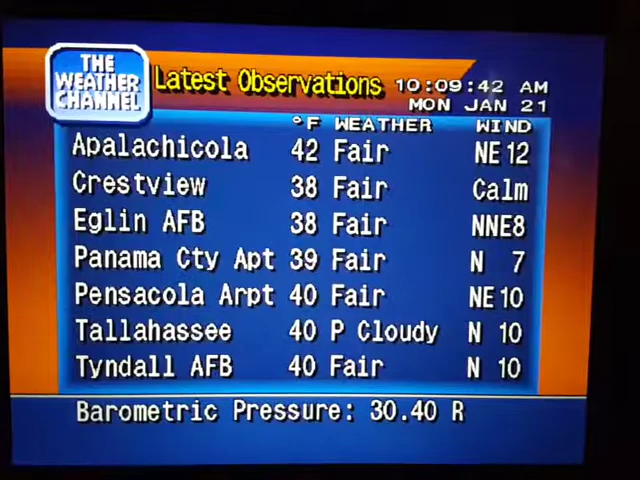 THE
WEATHER
CHANNEL
Latest Observations 10:09:42 AM
MON JAN 21
°F WEATHER WIND
Apalachicola 42 Fair NE 12
Crestview 38 Fair Calm
Eglin AFB 38 Fair NNE8
Panama Cty Apt 39 Fair N 7
Pensacola Arpt 40 Fair NE 10
Tallahassee 40 P Cloudy N 10
Tyndall AFB 40 Fair N 10
Barometric Pressure: 30.40 R